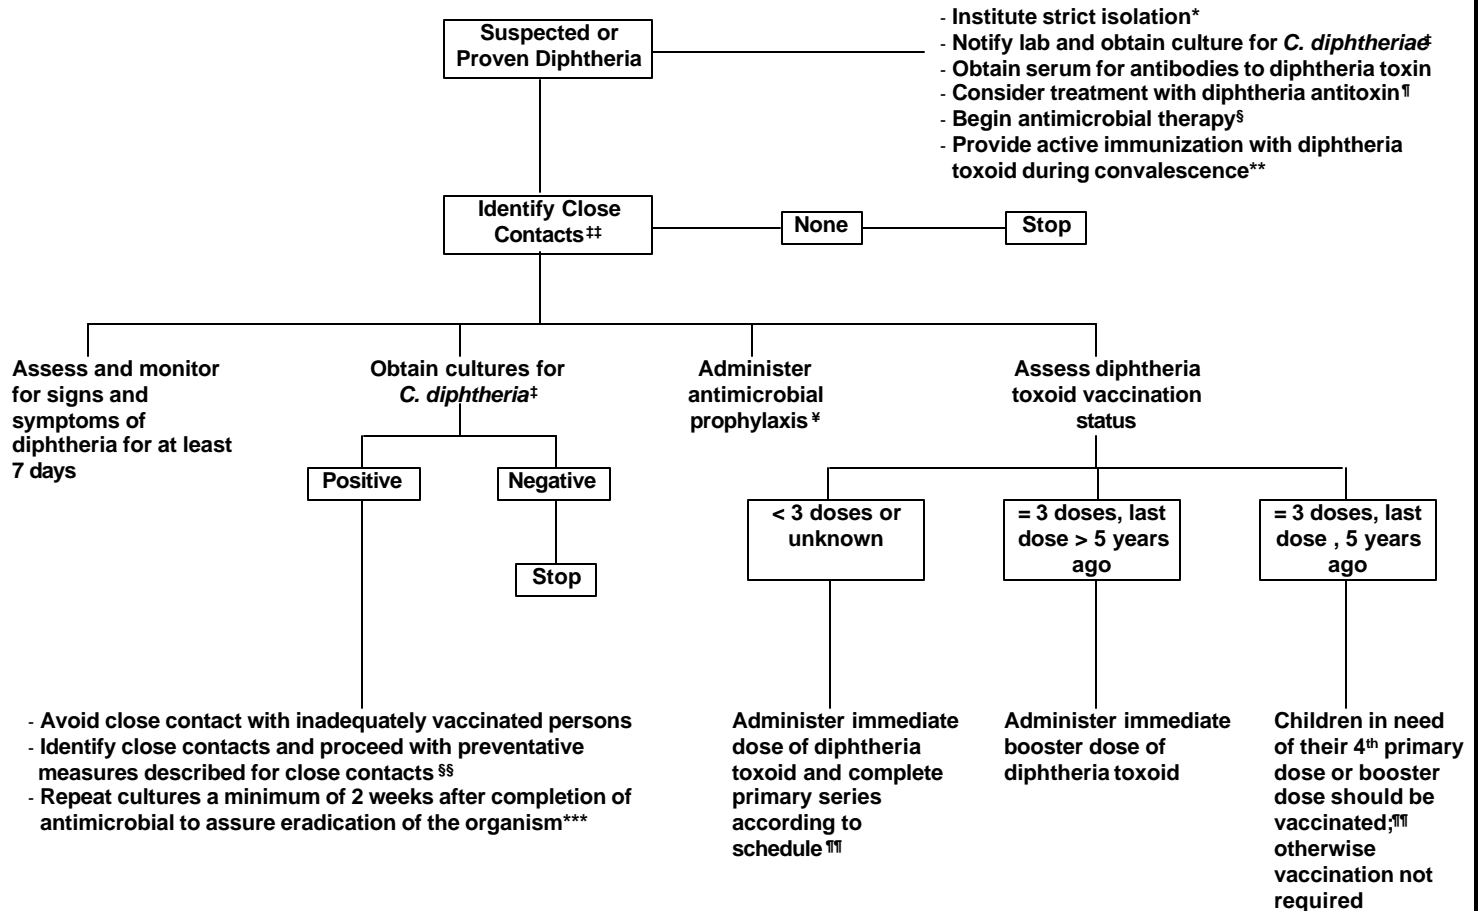 Suspected or
Proven Diphtheria
- Institute strict isolation*
- Notify lab and obtain culture for C. diphtheriae‡
- Obtain serum for antibodies to diphtheria toxin
- Consider treatment with diphtheria antitoxin¶
- Begin antimicrobial therapy§
- Provide active immunization with diphtheria
toxoid during convalescence**
Identify Close
Contacts‡‡
None
Stop
Assess and monitor
for signs and
symptoms of
diphtheria for at least
7 days
Obtain cultures for
C. diphtheria‡
Positive
Negative
Stop
- Avoid close contact with inadequately vaccinated persons
- Identify close contacts and proceed with preventative
measures described for close contacts §§
- Repeat cultures a minimum of 2 weeks after completion of
antimicrobial to assure eradication of the organism***
Administer
antimicrobial
prophylaxis ¥
Assess diphtheria
toxoid vaccination
status
< 3 doses or
unknown
= 3 doses, last
dose > 5 years
ago
= 3 doses, last
dose , 5 years
ago
Administer immediate
dose of diphtheria
toxoid and complete
primary series
according to
schedule ¶¶
Administer immediate
booster dose of
diphtheria toxoid
Children in need
of their 4th primary
dose or booster
dose should be
vaccinated;¶¶
otherwise
vaccination not
required